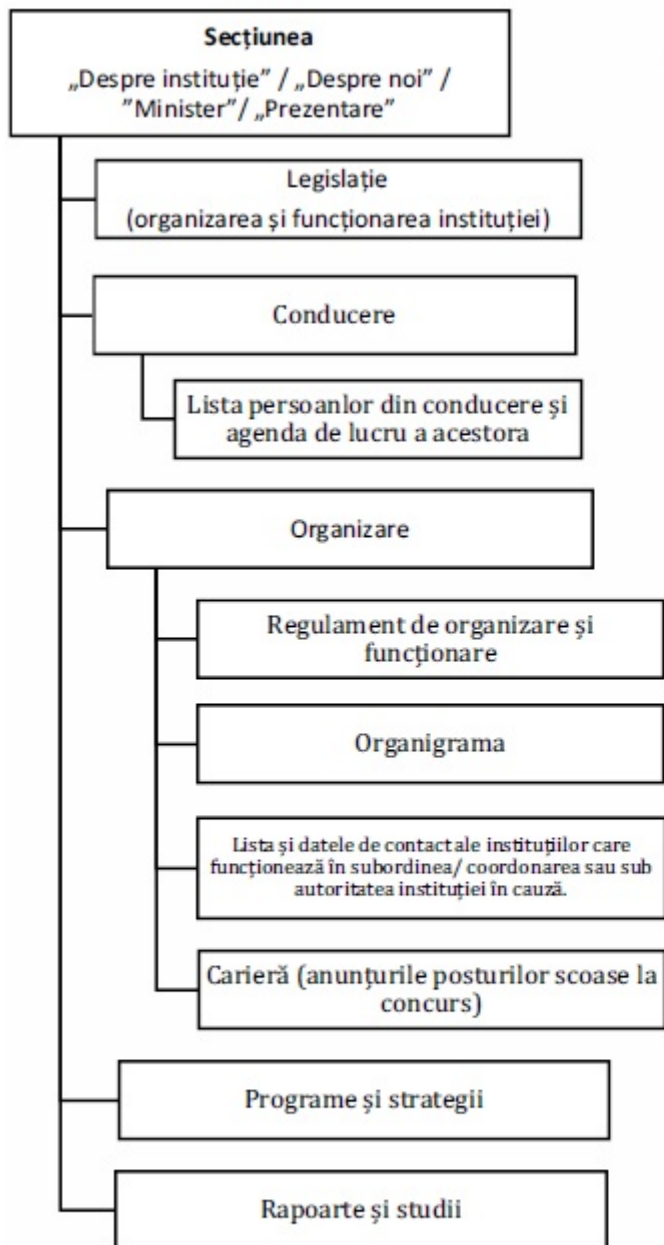 Secțiunea
„Despre instituție” / „Despre noi” /
”Minister”/ „Prezentare”
Legislație
(organizarea și funcționarea instituției)
Conducere
Lista persoanlor din conducere și
agenda de lucru a acestora
Organizare
Regulament de organizare și
funcționare
Organigrama
Lista și datele de contact ale instituțiilor care
funcționează în subordinea/ coordonarea sau sub
autoritatea instituției în cauză.
Carieră (anunțurile posturilor scoase la
concurs)
Programe și strategii
Rapoarte și studii